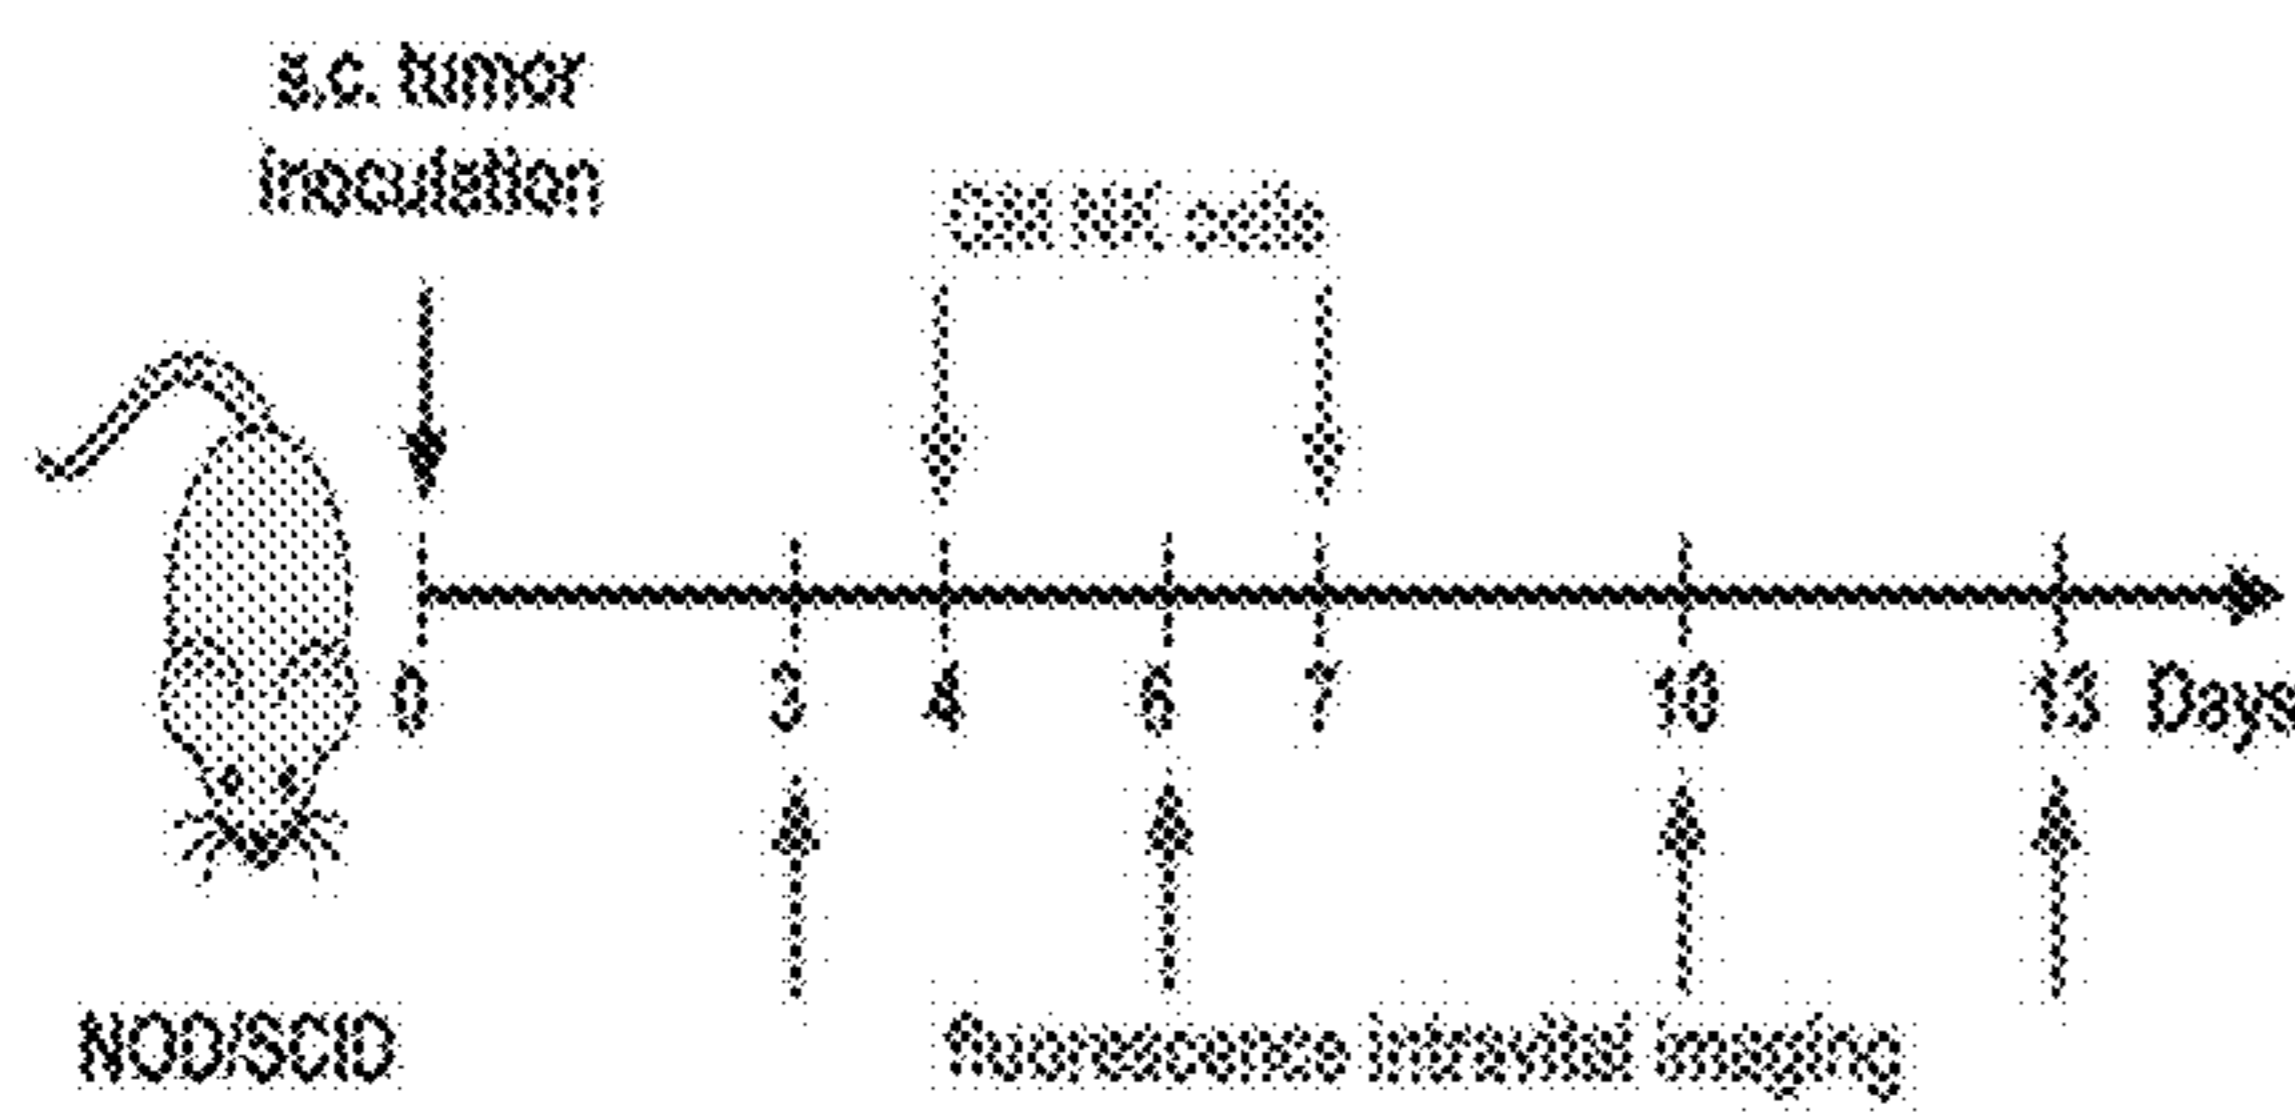 s.c. tumor
inoculation
NK cells
0 3 4 6 7 10 13 Days
NOD/SCID
fluorescence intravital imaging